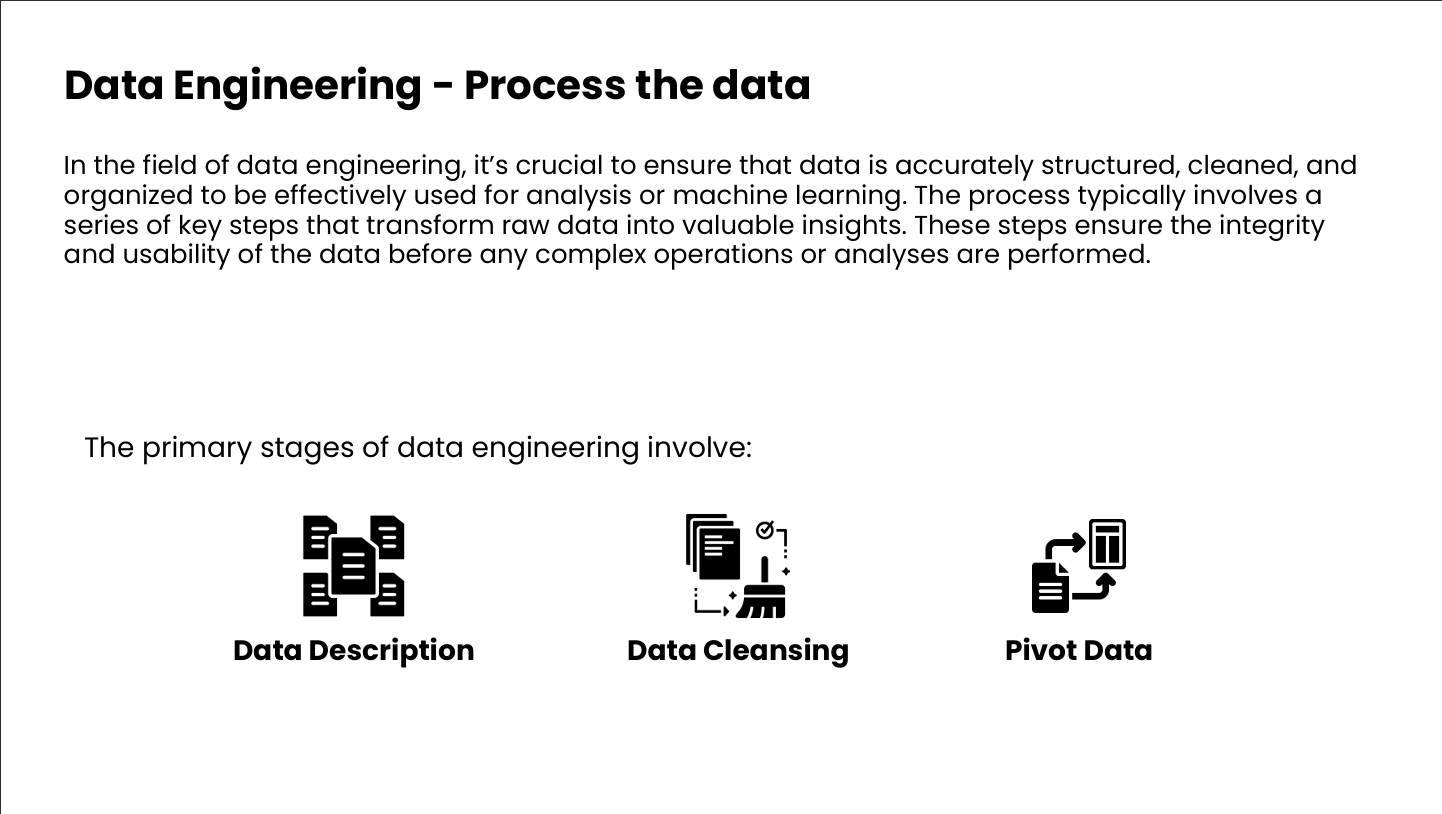 Data Engineering - Process the data
In the field of data engineering, it’s crucial to ensure that data is accurately structured, cleaned, and
organized to be effectively used for analysis or machine learning. The process typically involves a
series of key steps that transform raw data into valuable insights. These steps ensure the integrity
and usability of the data before any complex operations or analyses are performed.
The primary stages of data engineering involve:
Data Description
Data Cleansing
Pivot Data